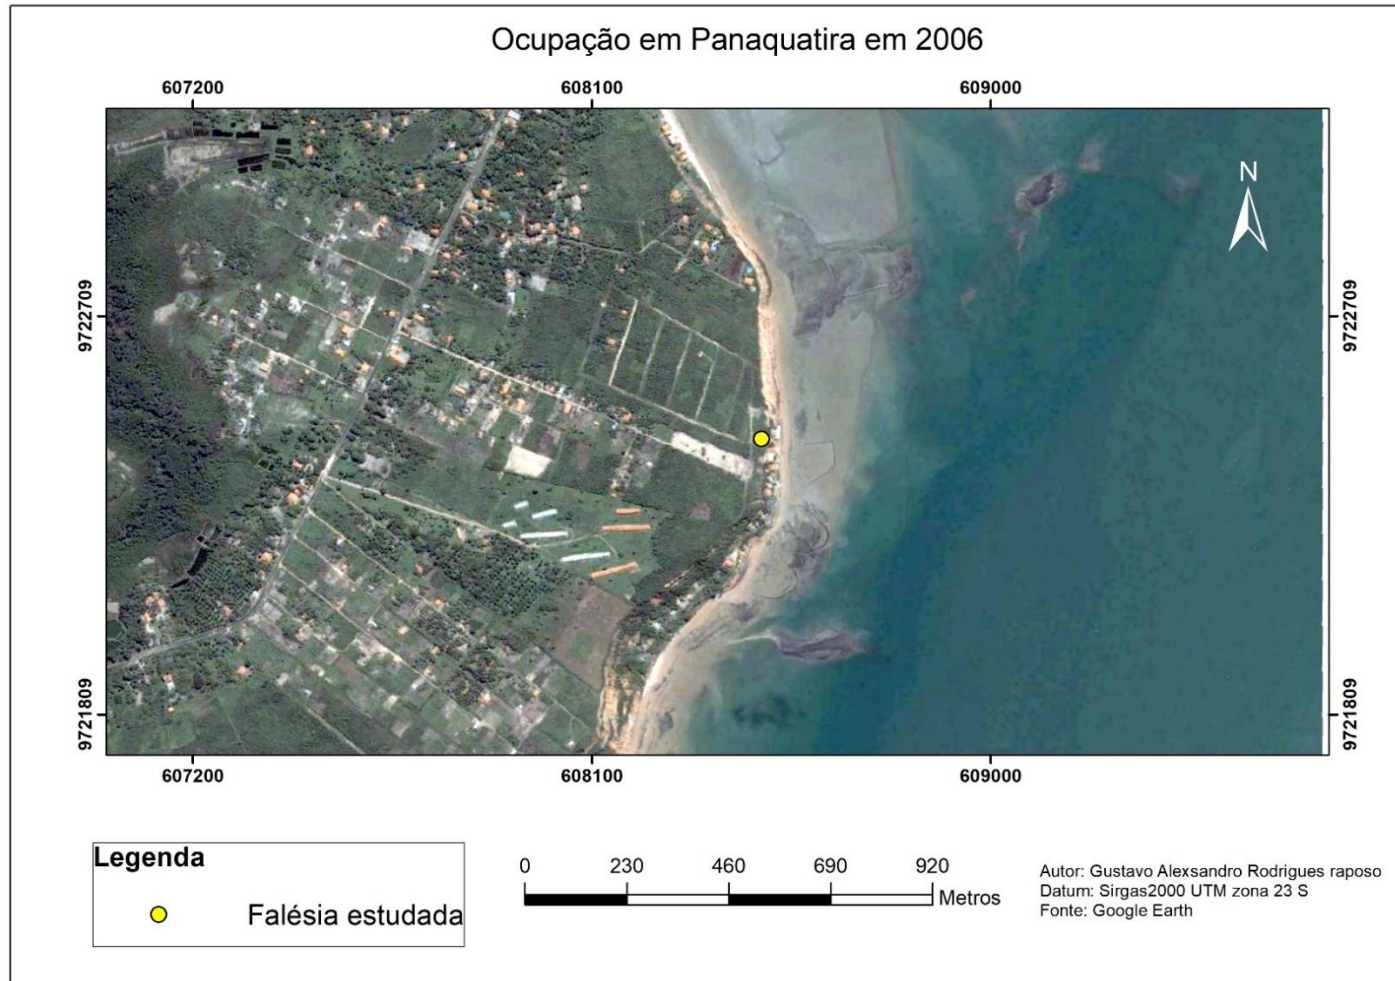 Ocupação em Panaquatira em 2006
607200
608100
609000
N
9722709
9722709
9721809
9721809
607200
608100
609000
Legenda
Falésia estudada
0
230
460
690
920
Metros
Autor: Gustavo Alexsandro Rodrigues raposo
Datum: Sirgas2000 UTM zona 23 S
Fonte: Google Earth